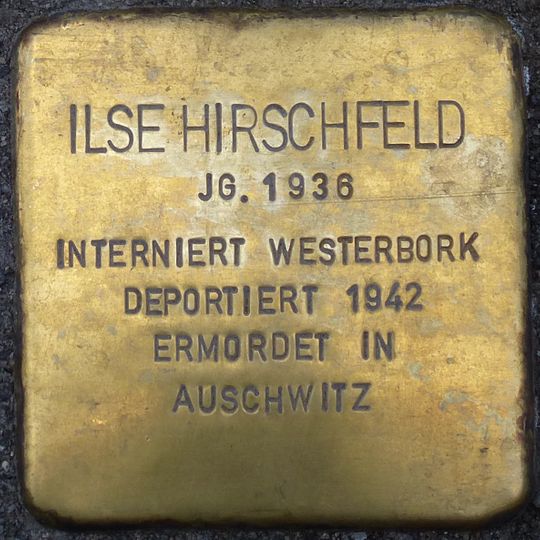 ILSE HIRSCHFELD
JG. 1936
INTERNIERT WESTERBORK
DEPORTIERT 1942
ERMORDET IN
AUSCHWITZ